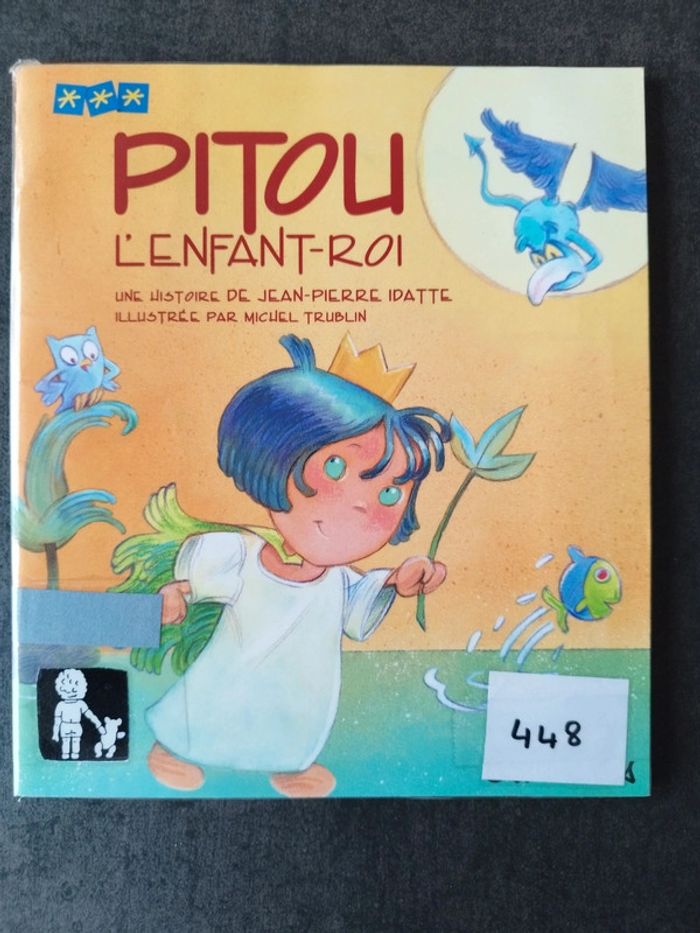 PITOU
L'ENFANT-ROI
UNE HISTOIRE DE JEAN-PIERRE IDATTE
ILLUSTRÉE PAR MICHEL TRUBLIN
448